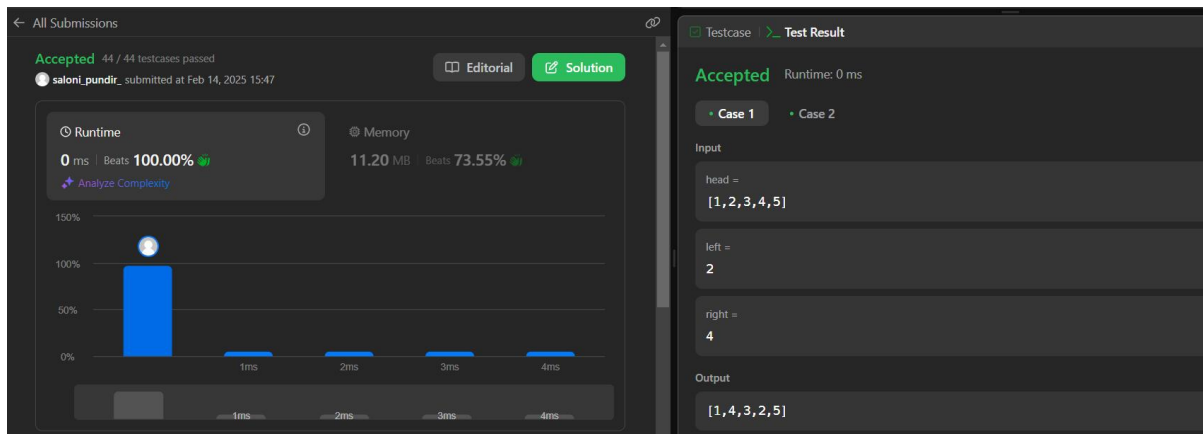 ← All Submissions
Accepted 44 / 44 testcases passed
saloni_pundir_ submitted at Feb 14, 2025 15:47
Editorial
Solution
Runtime
0 ms | Beats 100.00%
Analyze Complexity
Memory
11.20 MB | Beats 73.55%
150%
100%
50%
0%
1ms 2ms 3ms 4ms
1ms 2ms 3ms 4ms
Testcase | >_ Test Result
Accepted Runtime: 0 ms
• Case 1 • Case 2
Input
head =
[1,2,3,4,5]
left =
2
right =
4
Output
[1,4,3,2,5]